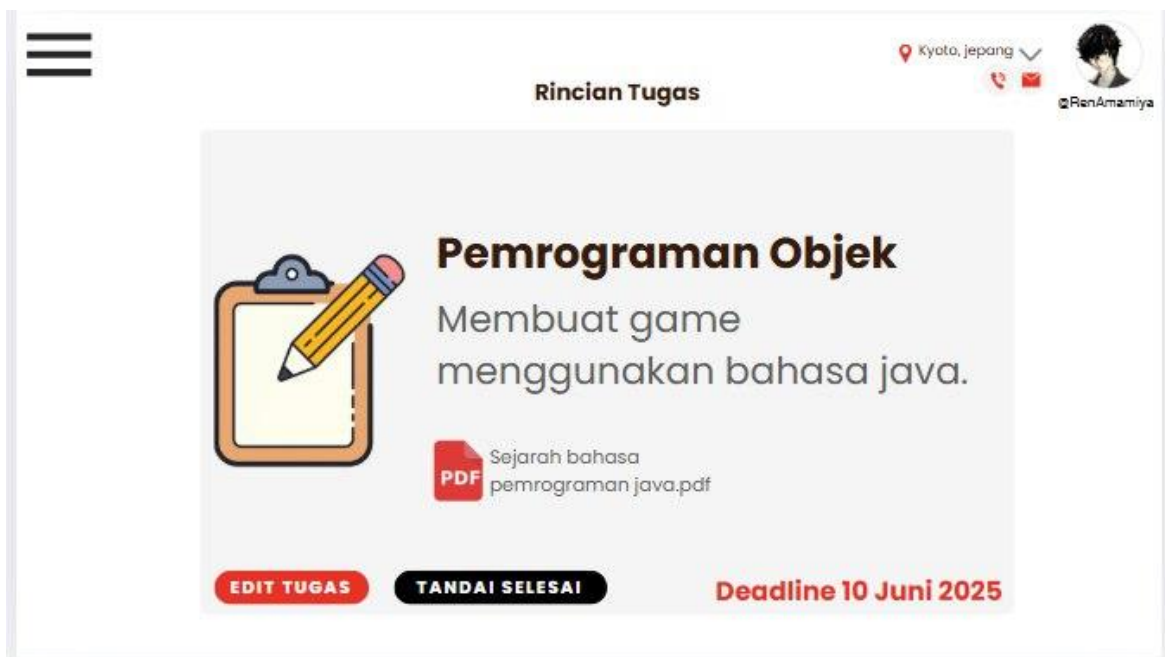 Kyoto, jepang
@RenAmamiya
Rincian Tugas
Pemrograman Objek
Membuat game
menggunakan bahasa java.
PDF
Sejarah bahasa
pemrograman java.pdf
EDIT TUGAS
TANDAI SELESAI
Deadline 10 Juni 2025